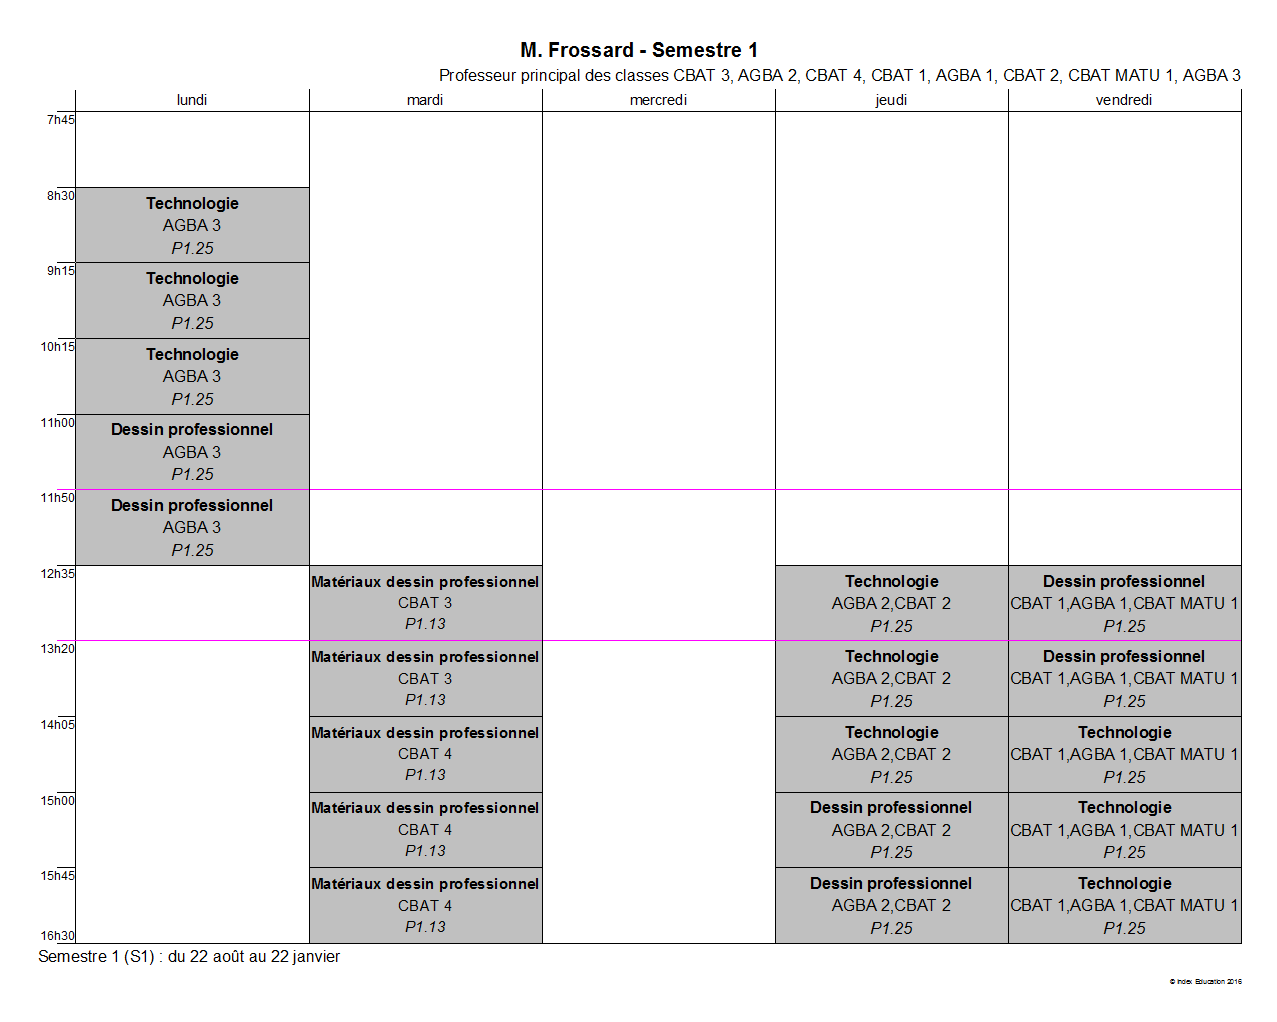 M. Frossard - Semestre 1
Professeur principal des classes CBAT 3, AGBA 2, CBAT 4, CBAT 1, AGBA 1, CBAT 2, CBAT MATU 1, AGBA 3
lundi mardi mercredi jeudi vendredi
7h45
8h30
Technologie
AGBA 3
P1.25
9h15
Technologie
AGBA 3
P1.25
10h15
Technologie
AGBA 3
P1.25
11h00
Dessin professionnel
AGBA 3
P1.25
11h50
Dessin professionnel
AGBA 3
P1.25
12h35
Matériaux dessin professionnel Technologie Dessin professionnel
CBAT 3 AGBA 2,CBAT 2 CBAT 1,AGBA 1,CBAT MATU 1
P1.13 P1.25 P1.25
13h20
Matériaux dessin professionnel Technologie Dessin professionnel
CBAT 3 AGBA 2,CBAT 2 CBAT 1,AGBA 1,CBAT MATU 1
P1.13 P1.25 P1.25
14h05
Matériaux dessin professionnel Technologie Technologie
CBAT 4 AGBA 2,CBAT 2 CBAT 1,AGBA 1,CBAT MATU 1
P1.13 P1.25 P1.25
15h00
Matériaux dessin professionnel Dessin professionnel Technologie
CBAT 4 AGBA 2,CBAT 2 CBAT 1,AGBA 1,CBAT MATU 1
P1.13 P1.25 P1.25
15h45
Matériaux dessin professionnel Dessin professionnel Technologie
CBAT 4 AGBA 2,CBAT 2 CBAT 1,AGBA 1,CBAT MATU 1
P1.13 P1.25 P1.25
16h30
Semestre 1 (S1) : du 22 août au 22 janvier
© Index Education 2016